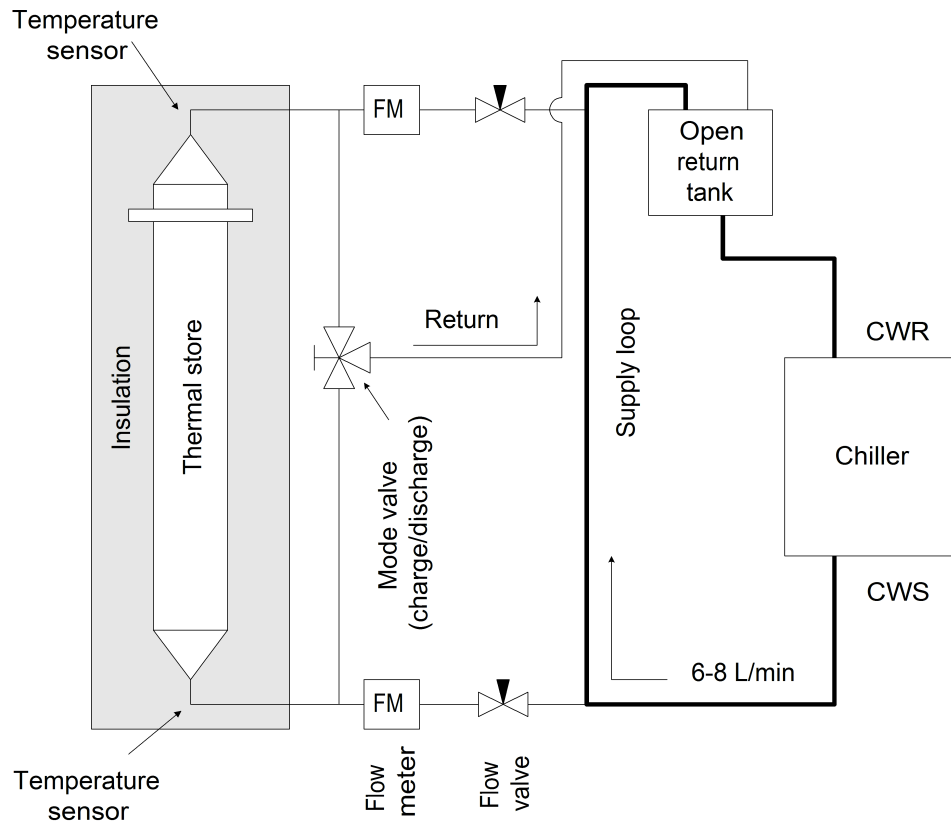 Temperature
sensor
FM
Open
return
tank
Return
CWR
Insulation
Thermal store
Supply loop
Chiller
Mode valve
(charge/discharge)
CWS
6-8 L/min
FM
Flow
meter
Flow
valve
Temperature
sensor